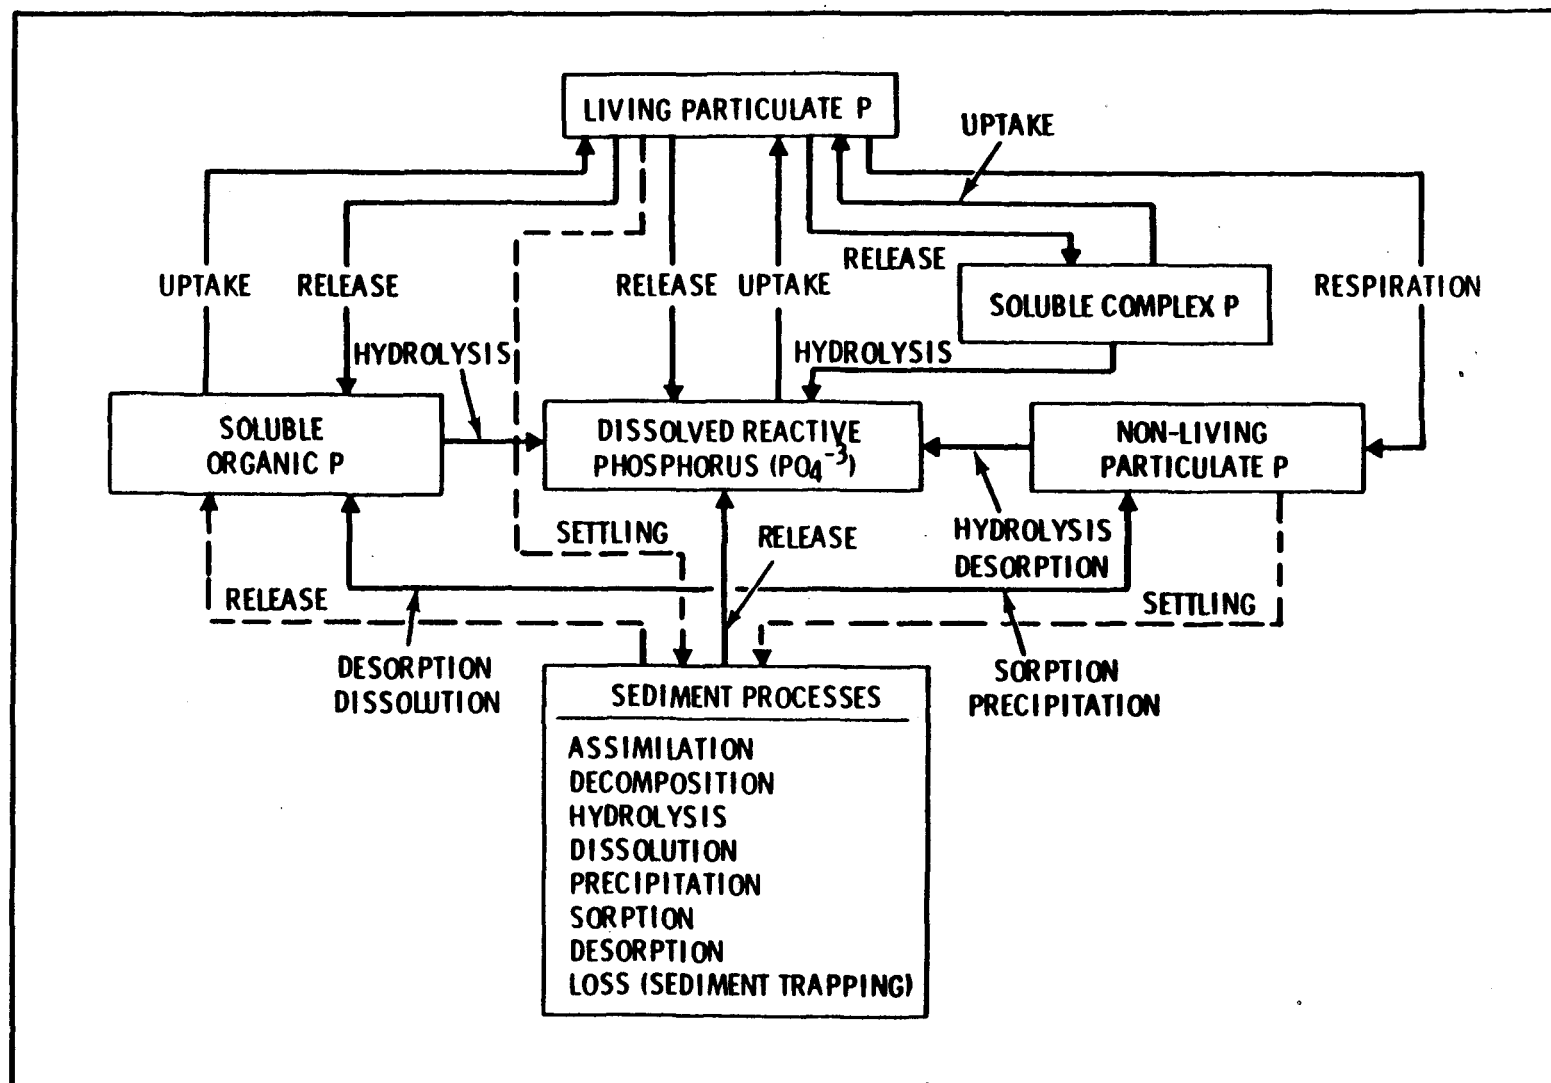 LIVING PARTICULATE P
UPTAKE
UPTAKE
RELEASE
RELEASE
UPTAKE
RELEASE
SOLUBLE COMPLEX P
RESPIRATION
HYDROLYSIS
HYDROLYSIS
SOLUBLE
ORGANIC P
DISSOLVED REACTIVE
PHOSPHORUS (PO4-3)
NON-LIVING
PARTICULATE P
SETTLING
RELEASE
HYDROLYSIS
DESORPTION
RELEASE
SETTLING
DESORPTION
DISSOLUTION
SORPTION
PRECIPITATION
SEDIMENT PROCESSES
ASSIMILATION
DECOMPOSITION
HYDROLYSIS
DISSOLUTION
PRECIPITATION
SORPTION
DESORPTION
LOSS (SEDIMENT TRAPPING)